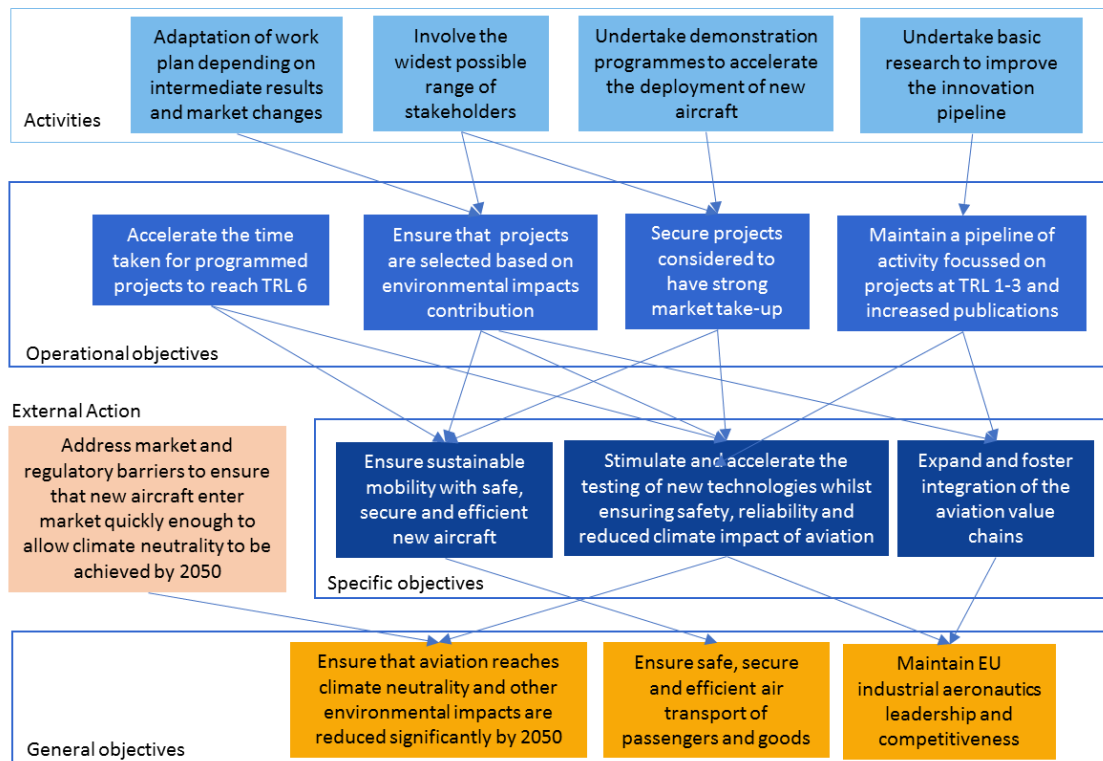 Adaptation of work
plan depending on
intermediate results
and market changes
Involve the
widest possible
range of
stakeholders
Undertake demonstration
programmes to accelerate
the deployment of new
aircraft
Undertake basic
research to improve
the innovation
pipeline
Activities
Accelerate the time
taken for programmed
projects to reach TRL 6
Ensure that projects
are selected based on
environmental impacts
contribution
Secure projects
considered to
have strong
market take-up
Maintain a pipeline of
activity focussed on
projects at TRL 1-3 and
increased publications
Operational objectives
External Action
Address market and
regulatory barriers to ensure
that new aircraft enter
market quickly enough to
allow climate neutrality to be
achieved by 2050
Ensure sustainable
mobility with safe,
secure and efficient
new aircraft
Stimulate and accelerate the
testing of new technologies whilst
ensuring safety, reliability and
reduced climate impact of aviation
Expand and foster
integration of the
aviation value
chains
Specific objectives
Ensure that aviation reaches
climate neutrality and other
environmental impacts are
reduced significantly by 2050
Ensure safe, secure
and efficient air
transport of
passengers and goods
Maintain EU
industrial aeronautics
leadership and
competitiveness
General objectives